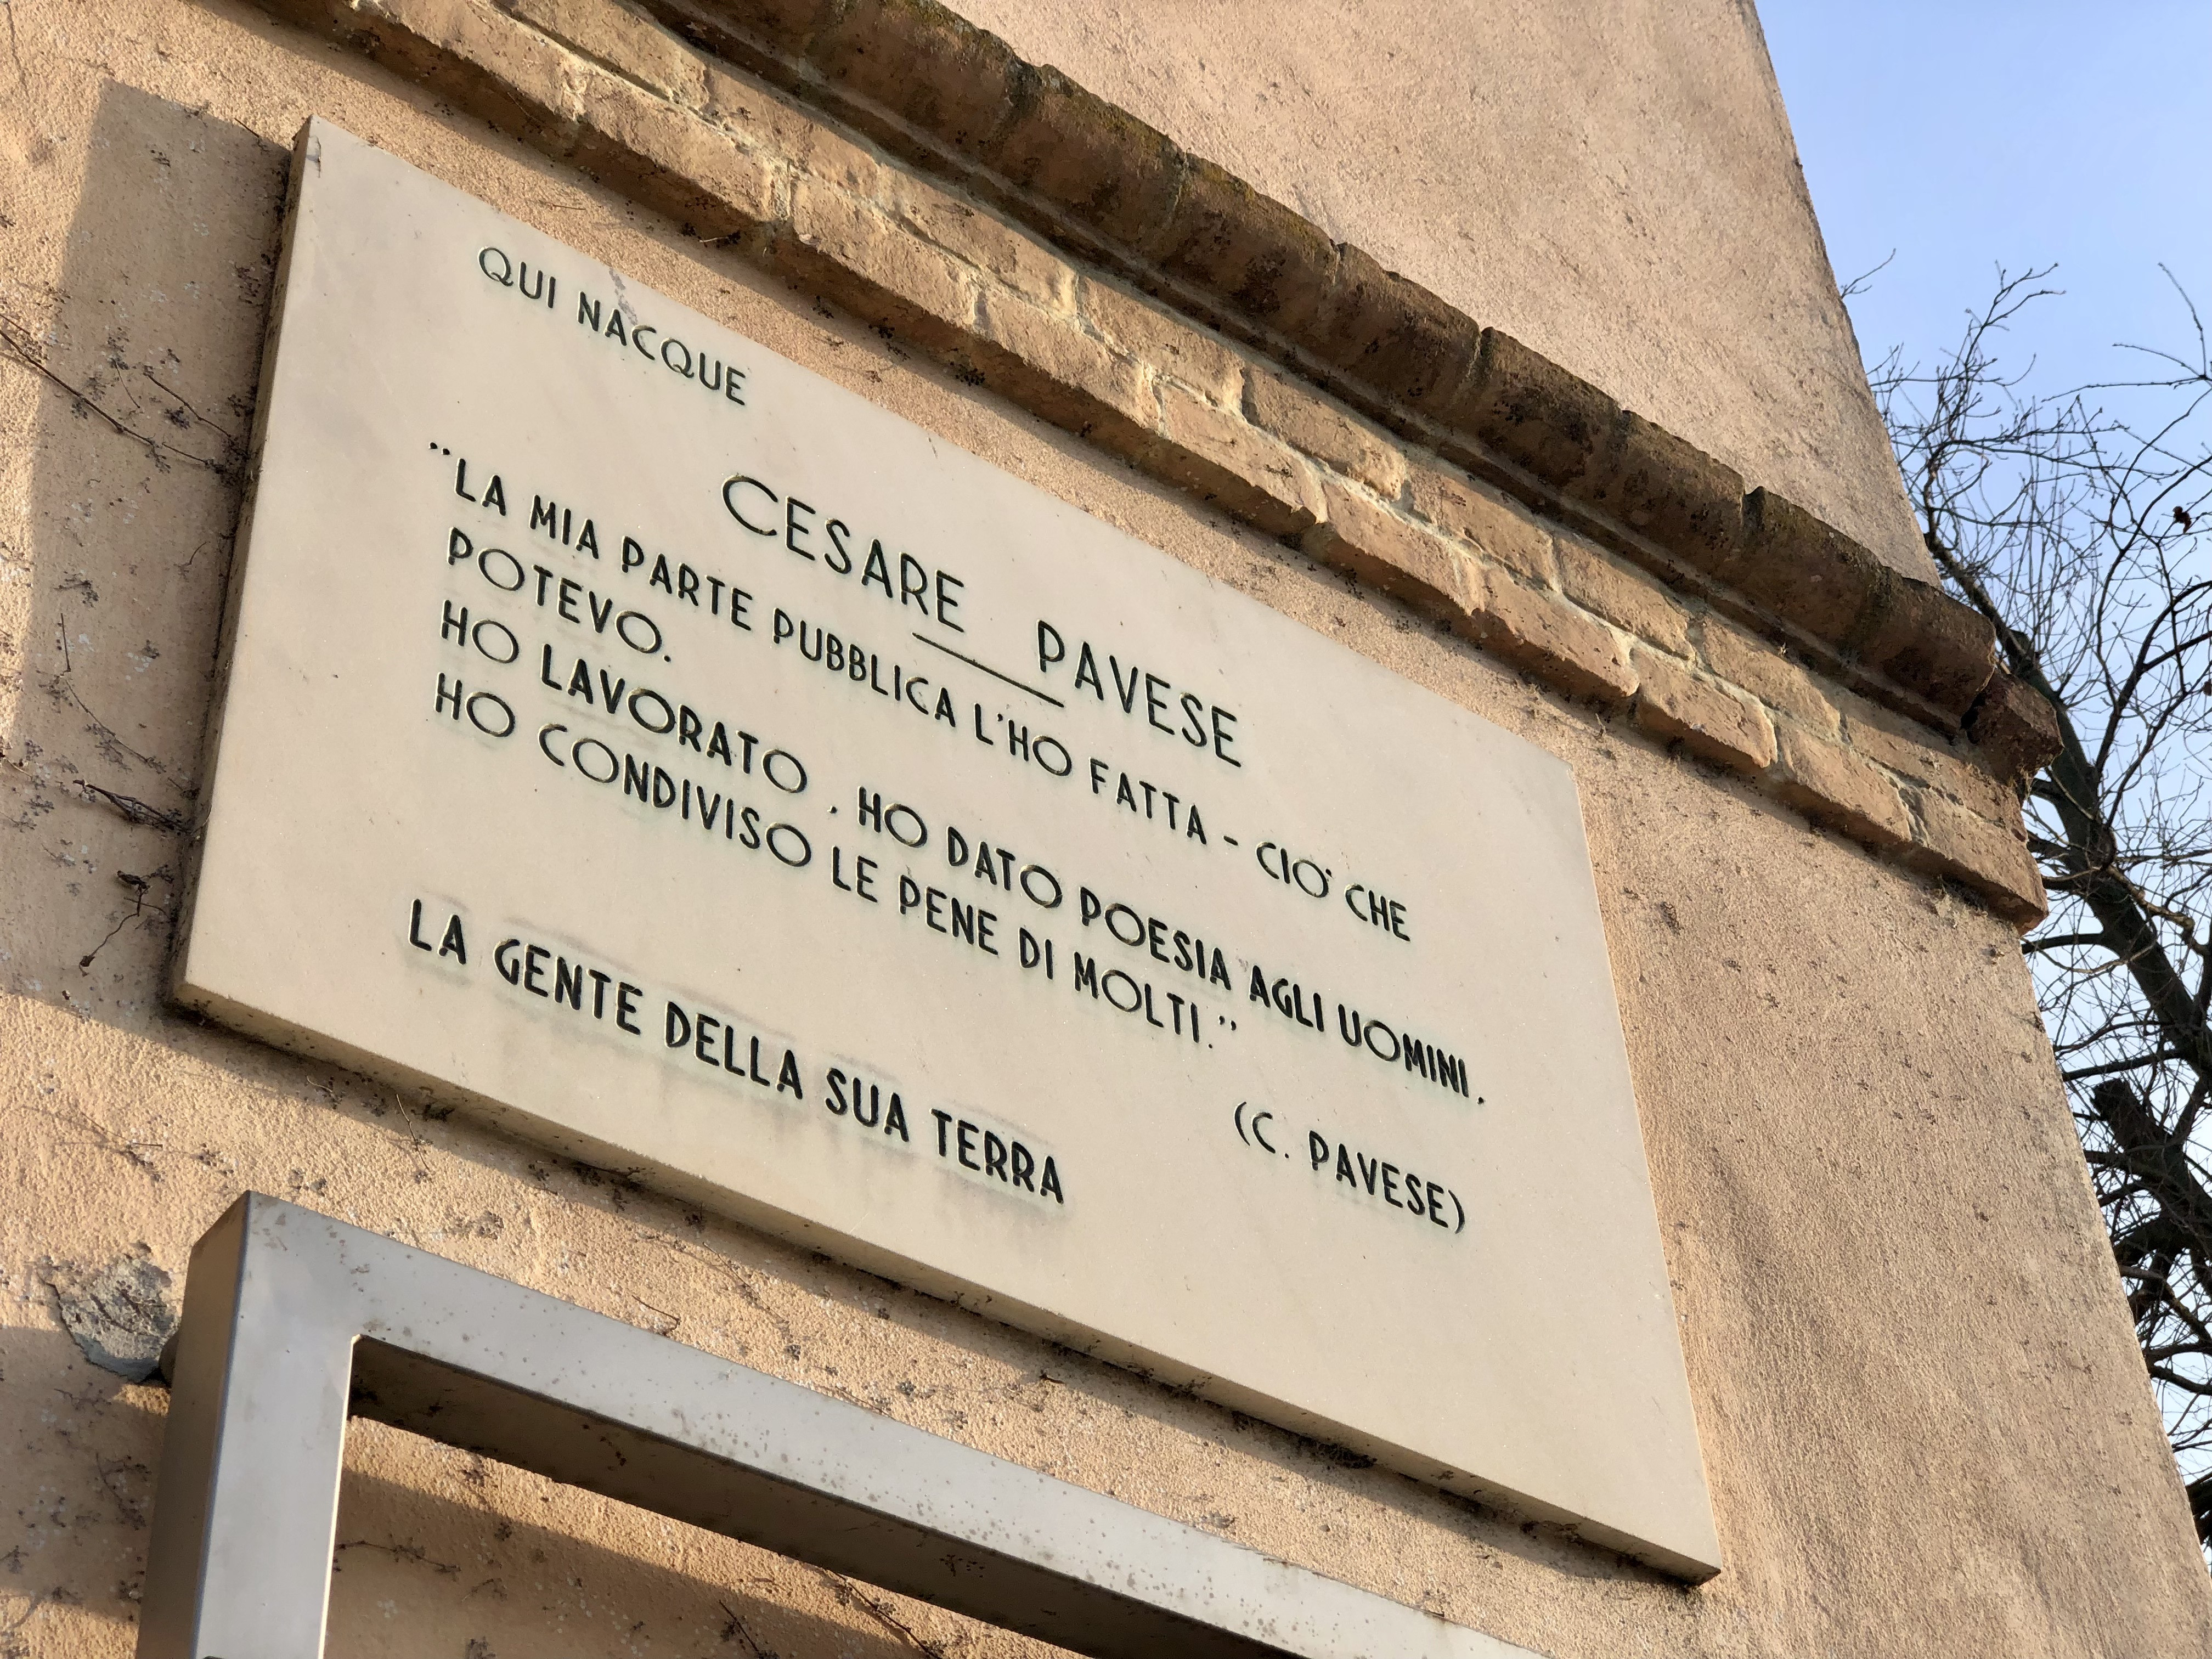 QUI NACQUE
CESARE PAVESE
"LA MIA PARTE PUBBLICA L'HO FATTA - CIO' CHE
POTEVO.
HO LAVORATO, HO DATO POESIA AGLI UOMINI,
HO CONDIVISO LE PENE DI MOLTI."
(C. PAVESE)
LA GENTE DELLA SUA TERRA